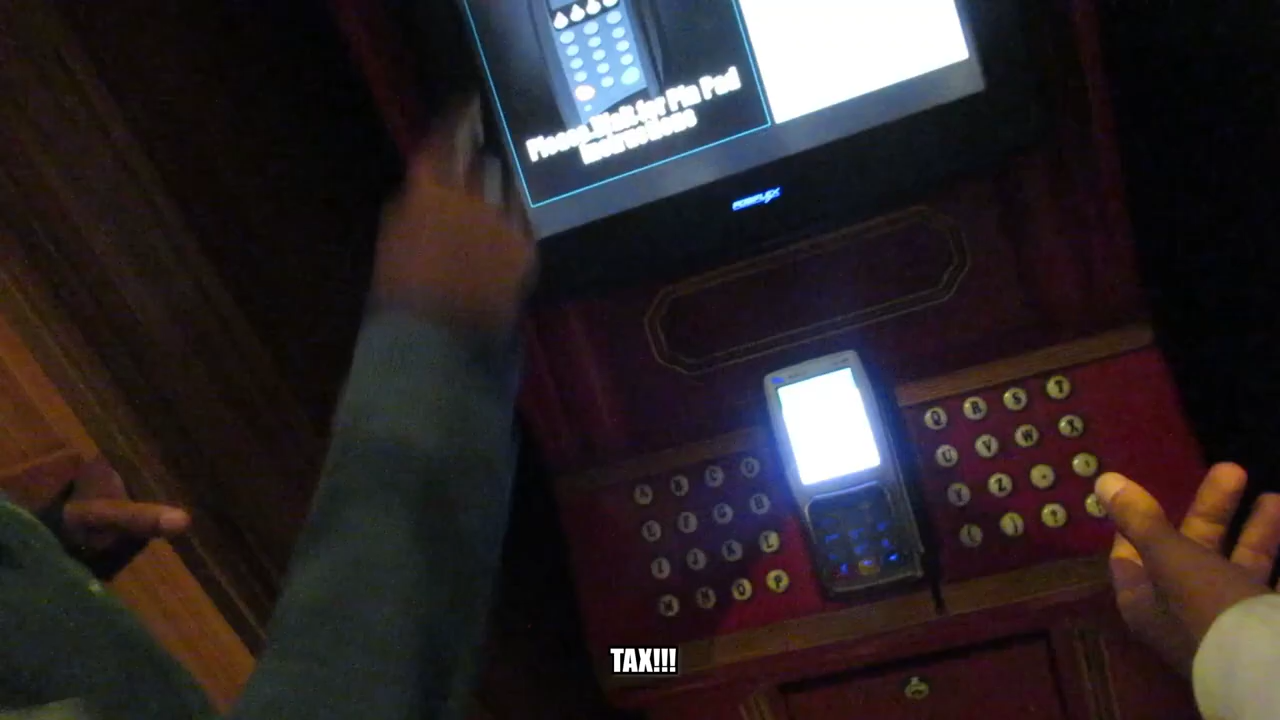 Please Wait for Pin Pad
Instructions
POSIFLEX
A B C D
Q R S T
E F G H
U V W X
I J K L
Y Z . !
M N O P
( ) ?
TAX!!!